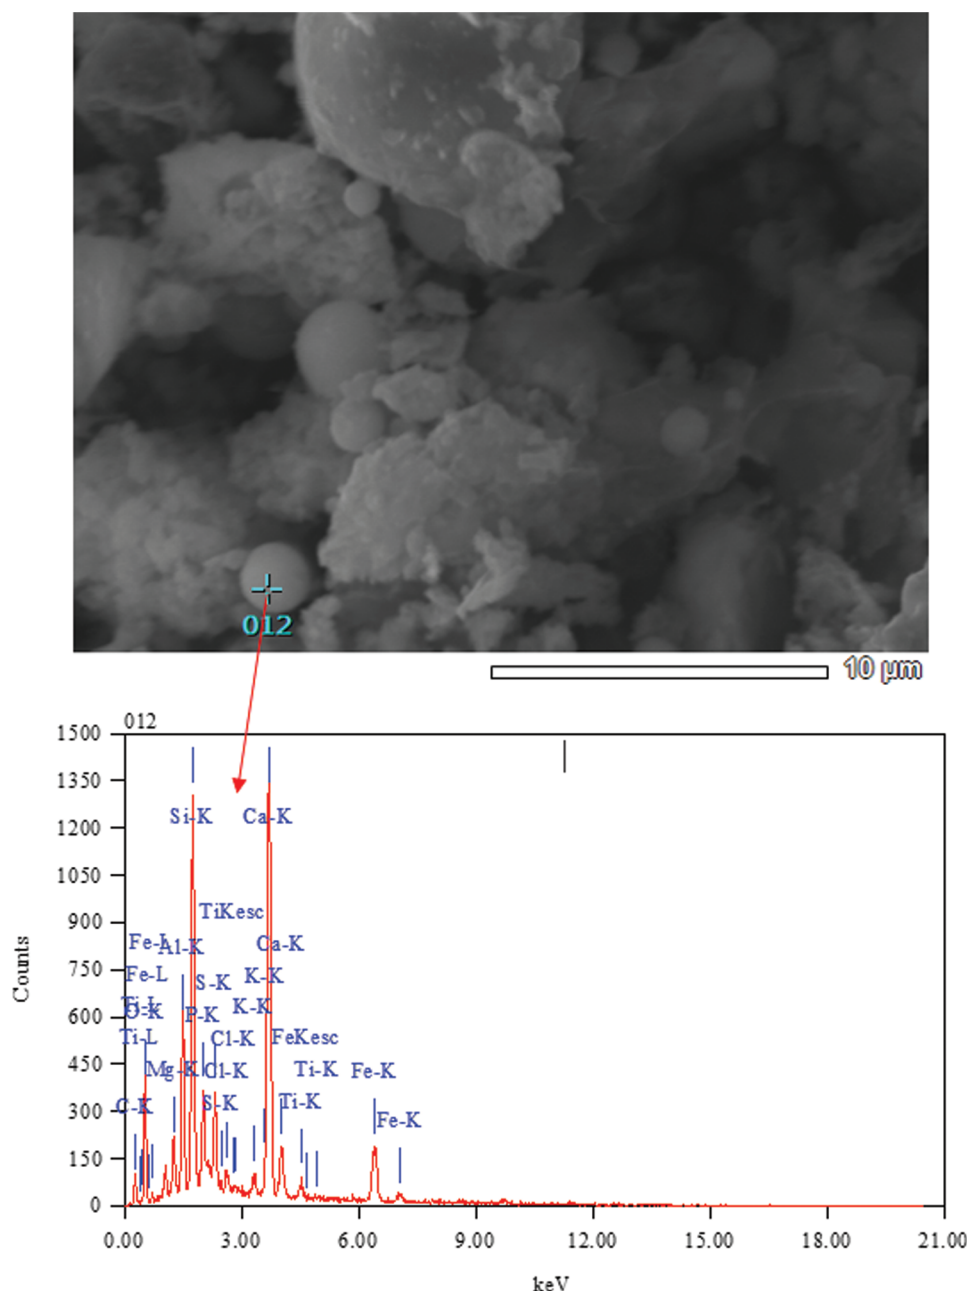 012
10 µm
012
1500
1350
1200
1050
900
750
600
450
300
150
0
Counts
Si-K
Ca-K
TiKesc
Fe-L
Al-K
Ca-K
Fe-L
S-K
K-K
Ti-L
O-K
P-K
K-K
Ti-L
Cl-K
FeKesc
Mg-K
Cl-K
Ti-K
Fe-K
C-K
S-K
Ti-K
Fe-K
0.00 3.00 6.00 9.00 12.00 15.00 18.00 21.00
keV